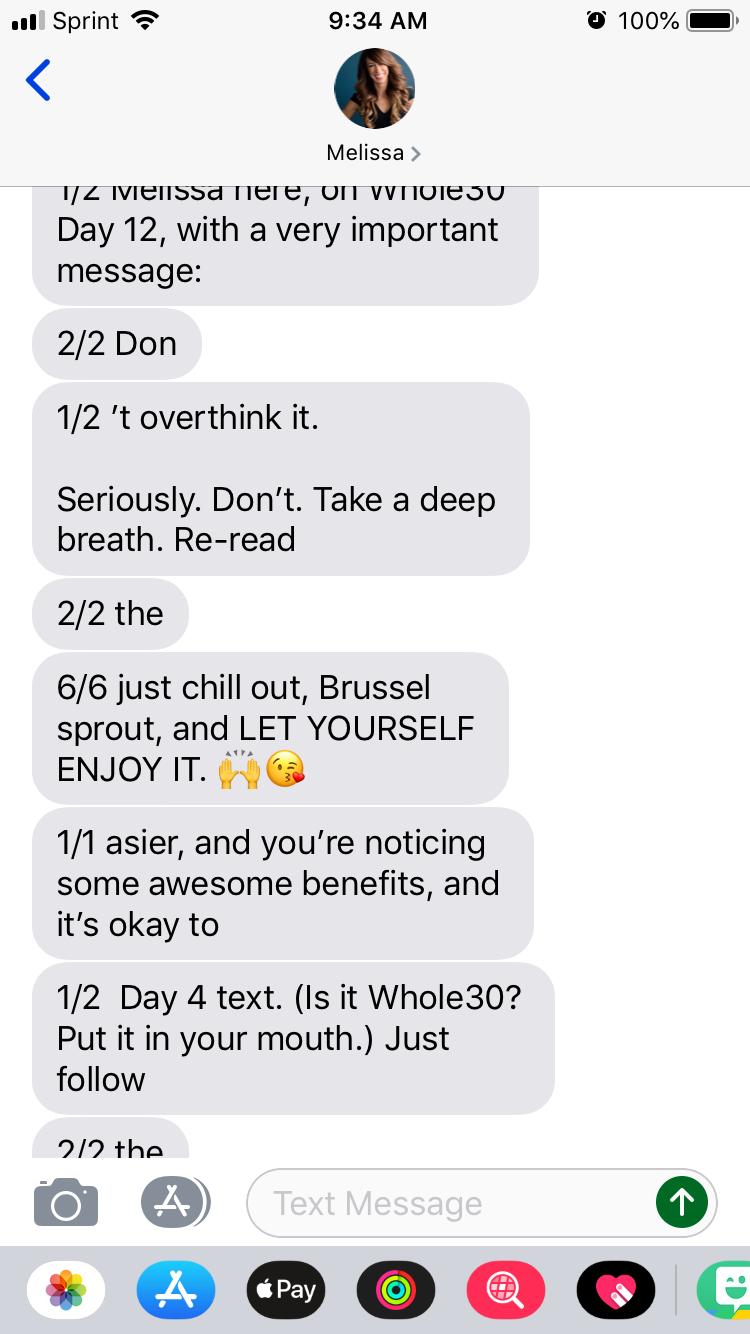 Sprint 9:34 AM 100%
Melissa
1/2 Melissa here, on Whole30
Day 12, with a very important
message:
2/2 Don
1/2 ’t overthink it.
Seriously. Don’t. Take a deep
breath. Re-read
2/2 the
6/6 just chill out, Brussel
sprout, and LET YOURSELF
ENJOY IT. 🙌😘
1/1 asier, and you’re noticing
some awesome benefits, and
it’s okay to
1/2  Day 4 text. (Is it Whole30?
Put it in your mouth.) Just
follow
2/2 the
Text Message
Pay